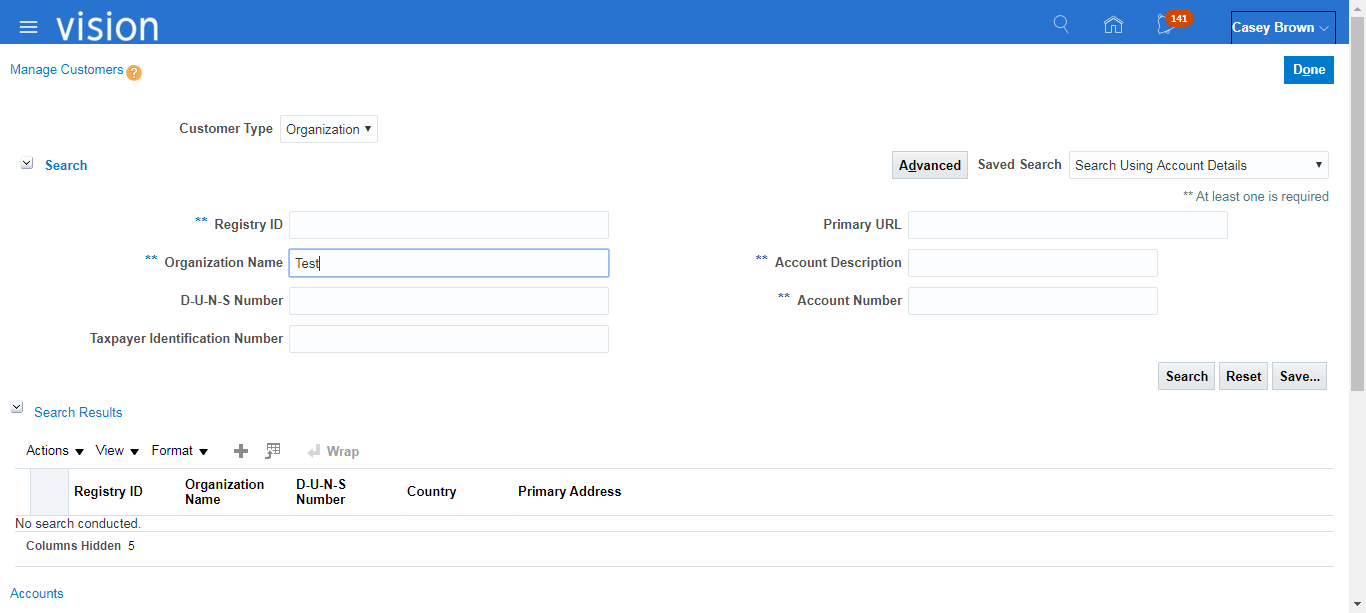 vision
141
Casey Brown
Manage Customers ?
Done
Customer Type Organization
Search
Advanced Saved Search Search Using Account Details
** At least one is required
** Registry ID
Primary URL
** Organization Name Test
** Account Description
D-U-N-S Number
** Account Number
Taxpayer Identification Number
Search Reset Save...
Search Results
Actions View Format Wrap
Registry ID Organization Name D-U-N-S Number Country Primary Address
No search conducted.
Columns Hidden 5
Accounts